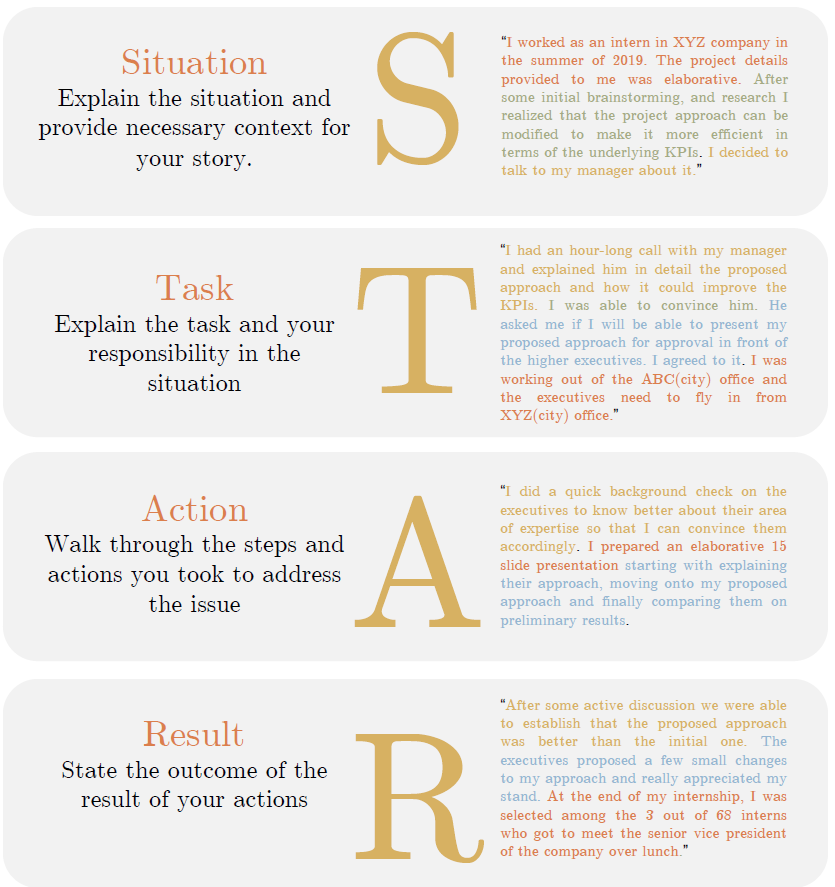 Situation
Explain the situation and
provide necessary context for
your story.
S
“I worked as an intern in XYZ company in
the summer of 2019. The project details
provided to me was elaborative. After
some initial brainstorming, and research I
realized that the project approach can be
modified to make it more efficient in
terms of the underlying KPIs. I decided to
talk to my manager about it.”
Task
Explain the task and your
responsibility in the
situation
T
“I had an hour-long call with my manager
and explained him in detail the proposed
approach and how it could improve the
KPIs. I was able to convince him. He
asked me if I will be able to present my
proposed approach for approval in front of
the higher executives. I agreed to it. I was
working out of the ABC(city) office and
the executives need to fly in from
XYZ(city) office.”
Action
Walk through the steps and
actions you took to address
the issue
A
“I did a quick background check on the
executives to know better about their area
of expertise so that I can convince them
accordingly. I prepared an elaborative 15
slide presentation starting with explaining
their approach, moving onto my proposed
approach and finally comparing them on
preliminary results.
Result
State the outcome of the
result of your actions
R
“After some active discussion we were able
to establish that the proposed approach
was better than the initial one. The
executives proposed a few small changes
to my approach and really appreciated my
stand. At the end of my internship, I was
selected among the 3 out of 68 interns
who got to meet the senior vice president
of the company over lunch.”